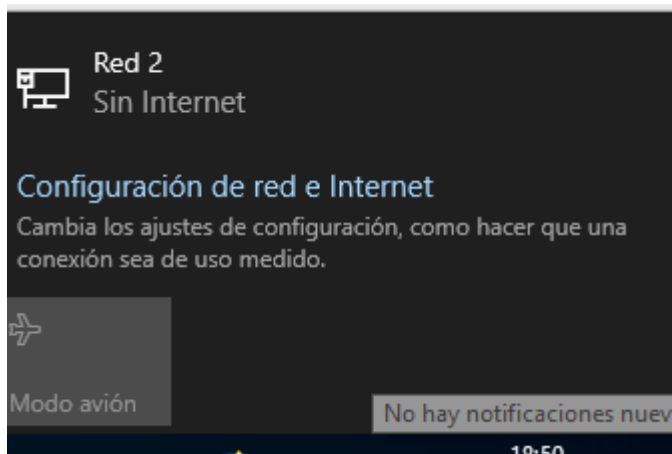 Red 2
Sin Internet
Configuración de red e Internet
Cambia los ajustes de configuración, como hacer que una
conexión sea de uso medido.
Modo avión
No hay notificaciones